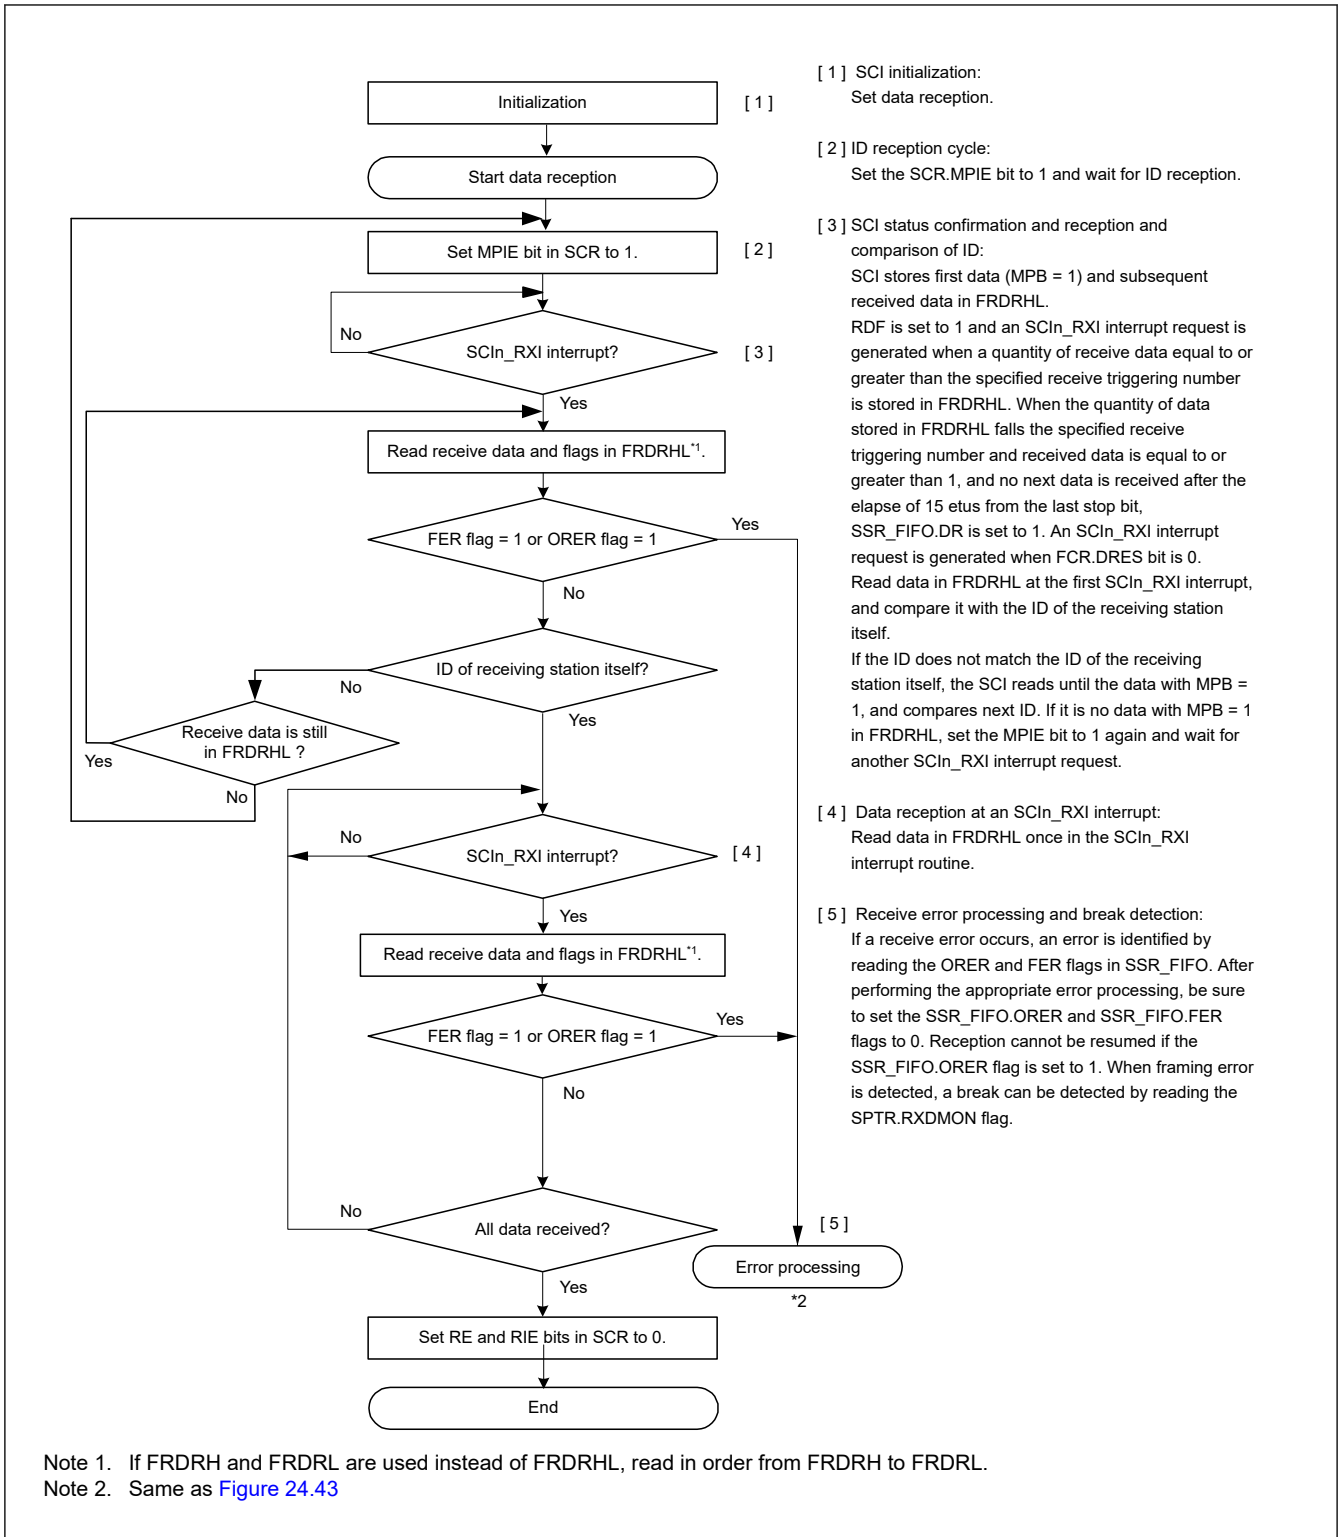 Initialization
[ 1 ]
Start data reception
Set MPIE bit in SCR to 1.
[ 2 ]
No
SCIn_RXI interrupt?
[ 3 ]
Yes
Read receive data and flags in FRDRHL*1.
FER flag = 1 or ORER flag = 1
Yes
No
ID of receiving station itself?
No
Yes
Receive data is still
in FRDRHL ?
Yes
No
No
SCIn_RXI interrupt?
[ 4 ]
Yes
Read receive data and flags in FRDRHL*1.
FER flag = 1 or ORER flag = 1
Yes
No
No
All data received?
Yes
[ 5 ]
Error processing
*2
Set RE and RIE bits in SCR to 0.
End
[ 1 ] SCI initialization:
Set data reception.
[ 2 ] ID reception cycle:
Set the SCR.MPIE bit to 1 and wait for ID reception.
[ 3 ] SCI status confirmation and reception and
comparison of ID:
SCI stores first data (MPB = 1) and subsequent
received data in FRDRHL.
RDF is set to 1 and an SCIn_RXI interrupt request is
generated when a quantity of receive data equal to or
greater than the specified receive triggering number
is stored in FRDRHL. When the quantity of data
stored in FRDRHL falls the specified receive
triggering number and received data is equal to or
greater than 1, and no next data is received after the
elapse of 15 etus from the last stop bit,
SSR_FIFO.DR is set to 1. An SCIn_RXI interrupt
request is generated when FCR.DRES bit is 0.
Read data in FRDRHL at the first SCIn_RXI interrupt,
and compare it with the ID of the receiving station
itself.
If the ID does not match the ID of the receiving
station itself, the SCI reads until the data with MPB =
1, and compares next ID. If it is no data with MPB = 1
in FRDRHL, set the MPIE bit to 1 again and wait for
another SCIn_RXI interrupt request.
[ 4 ] Data reception at an SCIn_RXI interrupt:
Read data in FRDRHL once in the SCIn_RXI
interrupt routine.
[ 5 ] Receive error processing and break detection:
If a receive error occurs, an error is identified by
reading the ORER and FER flags in SSR_FIFO. After
performing the appropriate error processing, be sure
to set the SSR_FIFO.ORER and SSR_FIFO.FER
flags to 0. Reception cannot be resumed if the
SSR_FIFO.ORER flag is set to 1. When framing error
is detected, a break can be detected by reading the
SPTR.RXDMON flag.
Note 1. If FRDRH and FRDRL are used instead of FRDRHL, read in order from FRDRH to FRDRL.
Note 2. Same as Figure 24.43